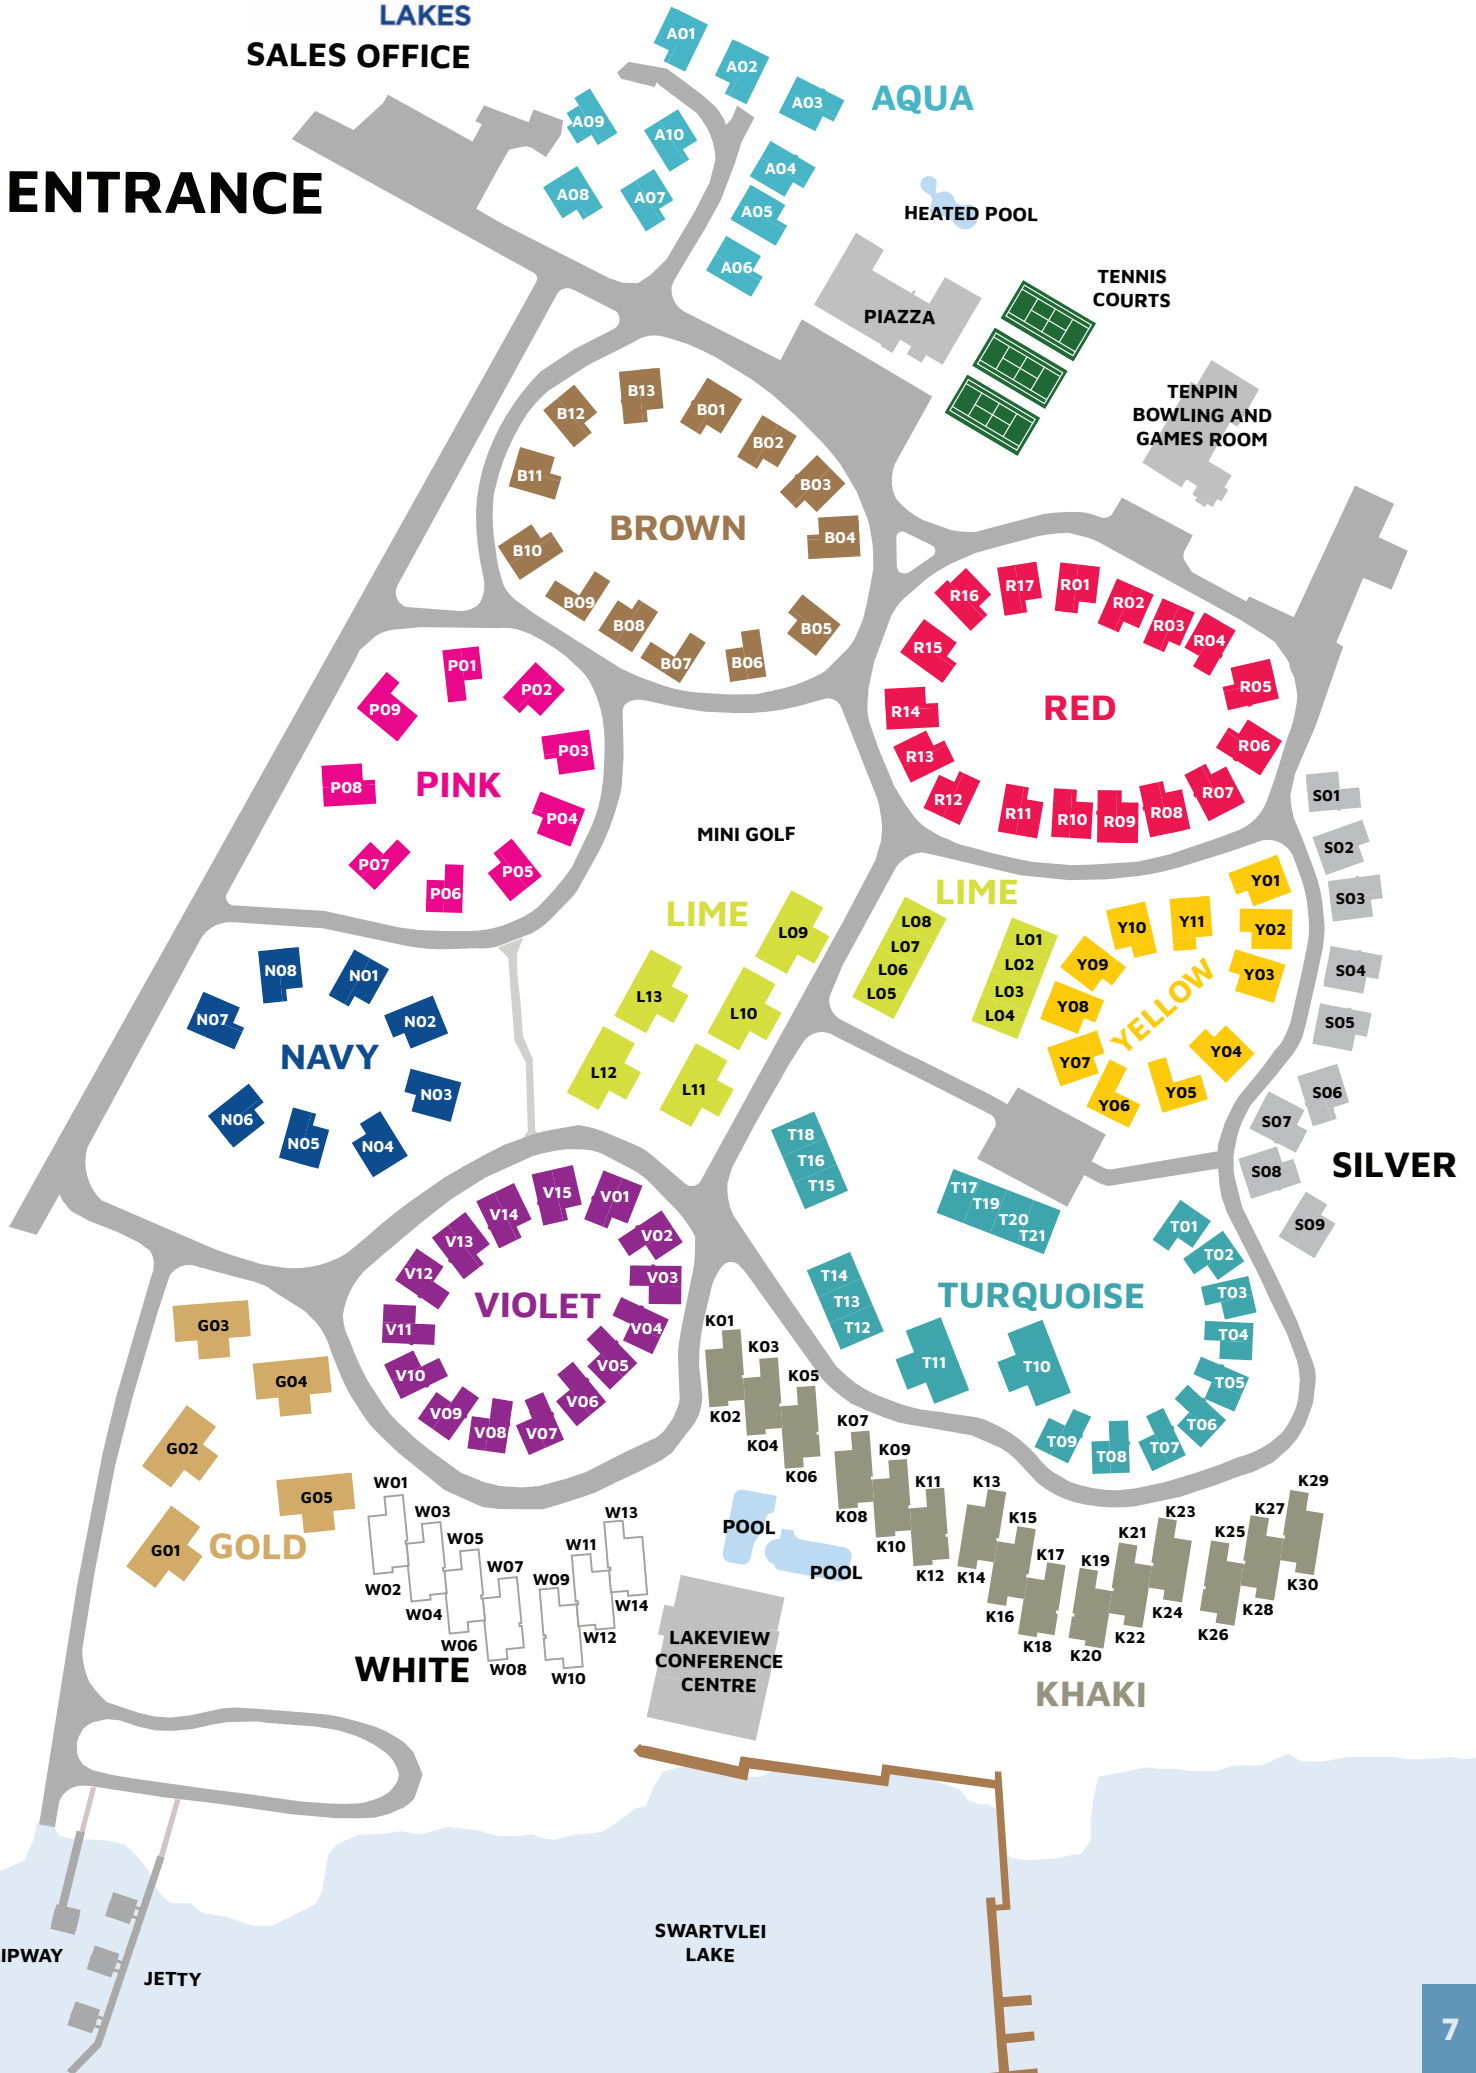 LAKES
SALES OFFICE
ENTRANCE
A01
A02
A03
AQUA
A09
A10
A04
A08
A07
A05
A06
HEATED POOL
PIAZZA
TENNIS
COURTS
TENPIN
BOWLING AND
GAMES ROOM
B13
B12
B01
B02
B11
B03
BROWN
B04
B10
B09
B08
B05
B07
B06
R17
R01
R16
R02
R03
R04
R15
R05
RED
R14
R06
R13
R12
R07
R11
R10
R09
R08
P01
P02
P09
P03
PINK
P08
P04
P07
P05
P06
MINI GOLF
S01
S02
S03
S04
S05
S06
S07
S08
S09
SILVER
LIME
L09
L13
L10
L12
L11
LIME
L08
L07
L06
L05
L01
L02
L03
L04
Y01
Y11
Y10
Y02
Y09
Y03
YELLOW
Y08
Y04
Y07
Y05
Y06
N08
N01
N07
N02
NAVY
N03
N06
N05
N04
T18
T16
T15
T17
T19
T20
T21
T01
T02
T14
T13
T12
TURQUOISE
T03
T04
T11
T10
T05
T06
T09
T08
T07
V15
V01
V14
V13
V02
V12
V03
VIOLET
V11
V04
V05
V10
V06
V09
V08
V07
G03
G04
G02
G05
G01
GOLD
K01
K03
K05
K02
K04
K06
K07
K09
K11
K08
K10
K12
K13
K15
K17
K14
K16
K18
K19
K21
K23
K20
K22
K24
K25
K27
K29
K26
K28
K30
KHAKI
W01
W03
W05
W07
W02
W04
W06
W08
W09
W11
W13
W10
W12
W14
WHITE
POOL
POOL
LAKEVIEW
CONFERENCE
CENTRE
SWARTVLEI
LAKE
IPWAY
JETTY
7